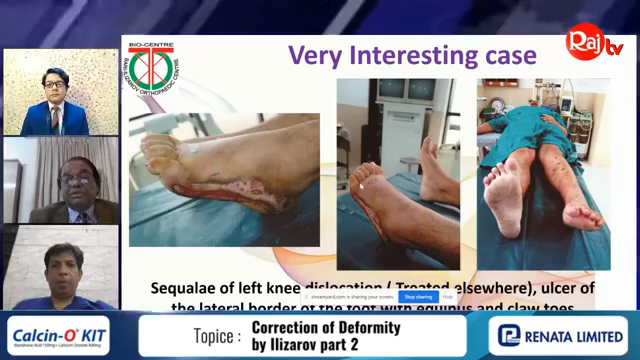 BIO-CENTRE
Very Interesting case
Raj tv
Sequalae of left knee dislocation ( Treated elsewhere), ulcer of
the lateral border of the foot with equinus and claw toes
streamyard.com is sharing your screen.
Stop sharing
Hide
Calcin-O KIT
Topice :
Correction of Deformity
by Ilizarov part 2
RENATA LIMITED